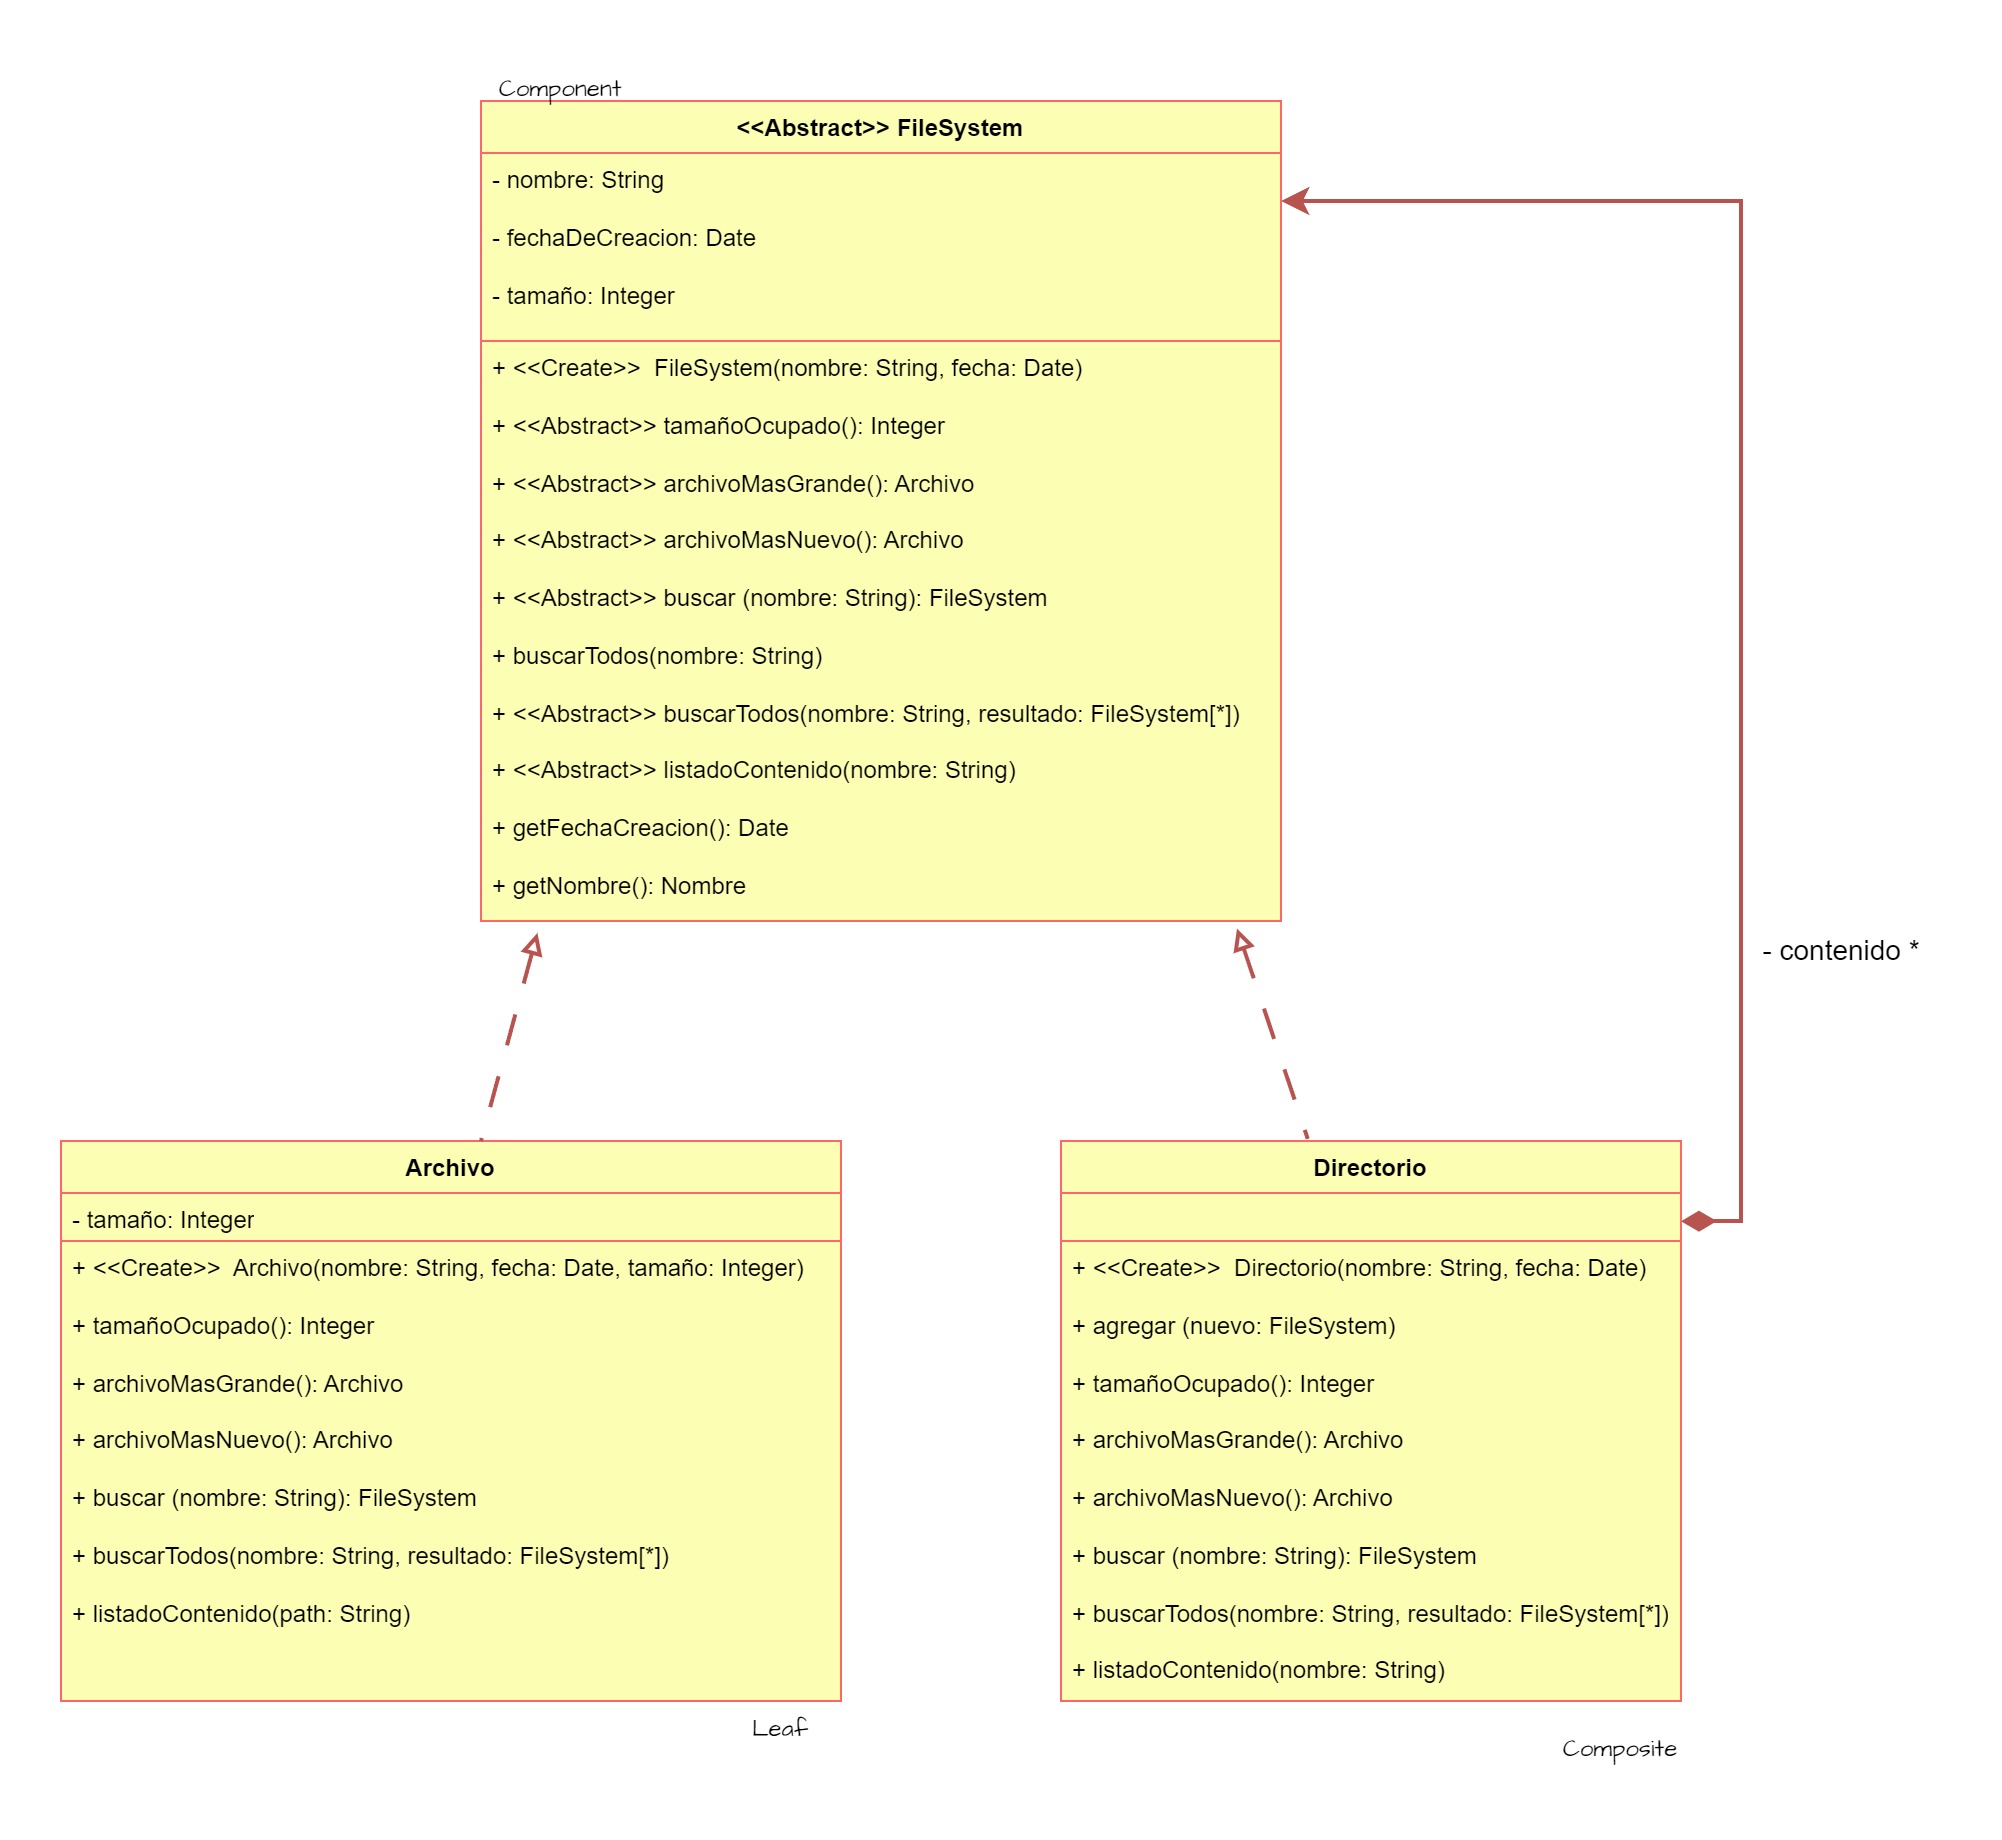 Component
<<Abstract>> FileSystem
- nombre: String
- fechaDeCreacion: Date
- tamaño: Integer
+ <<Create>>  FileSystem(nombre: String, fecha: Date)
+ <<Abstract>> tamañoOcupado(): Integer
+ <<Abstract>> archivoMasGrande(): Archivo
+ <<Abstract>> archivoMasNuevo(): Archivo
+ <<Abstract>> buscar (nombre: String): FileSystem
+ buscarTodos(nombre: String)
+ <<Abstract>> buscarTodos(nombre: String, resultado: FileSystem[*])
+ <<Abstract>> listadoContenido(nombre: String)
+ getFechaCreacion(): Date
+ getNombre(): Nombre
- contenido *
Archivo
- tamaño: Integer
+ <<Create>>  Archivo(nombre: String, fecha: Date, tamaño: Integer)
+ tamañoOcupado(): Integer
+ archivoMasGrande(): Archivo
+ archivoMasNuevo(): Archivo
+ buscar (nombre: String): FileSystem
+ buscarTodos(nombre: String, resultado: FileSystem[*])
+ listadoContenido(path: String)
Leaf
Directorio
+ <<Create>>  Directorio(nombre: String, fecha: Date)
+ agregar (nuevo: FileSystem)
+ tamañoOcupado(): Integer
+ archivoMasGrande(): Archivo
+ archivoMasNuevo(): Archivo
+ buscar (nombre: String): FileSystem
+ buscarTodos(nombre: String, resultado: FileSystem[*])
+ listadoContenido(nombre: String)
Composite